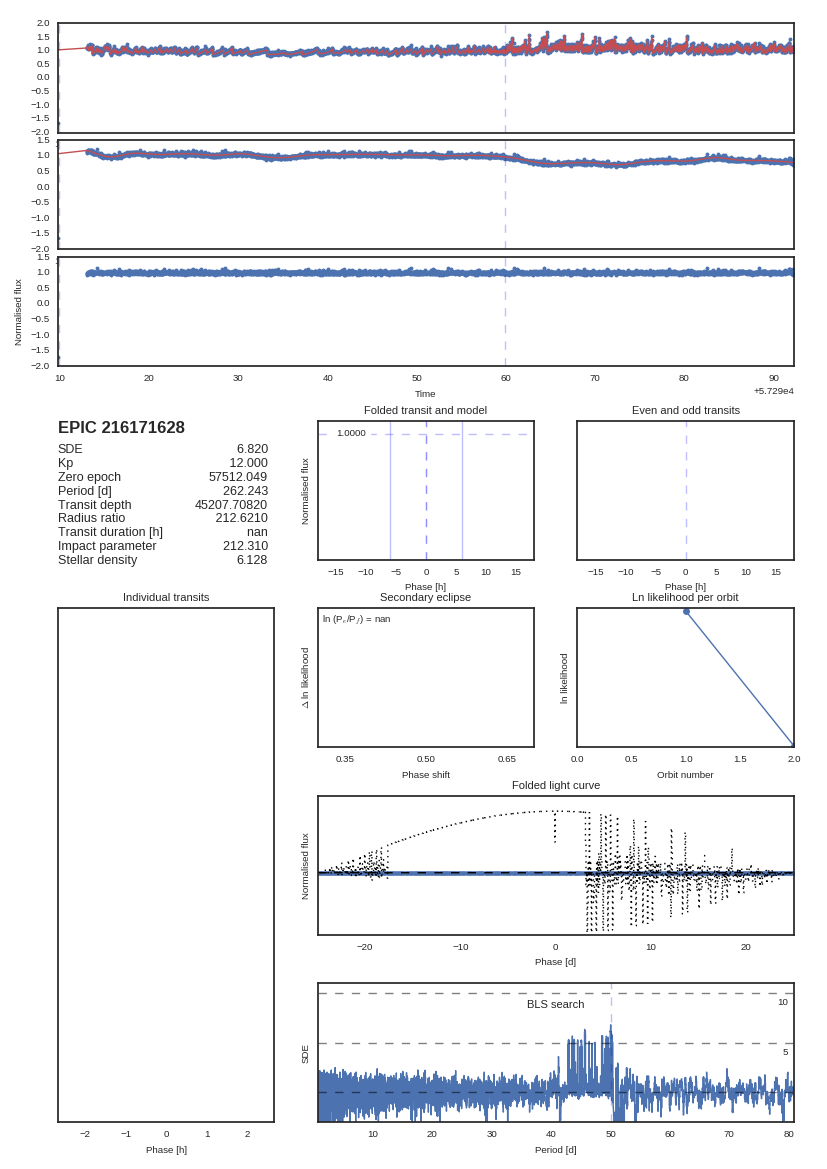 2.0
1.5
1.0
0.5
0.0
−0.5
−1.0
−1.5
−2.0
1.5
1.0
0.5
0.0
−0.5
−1.0
−1.5
−2.0
1.5
1.0
0.5
0.0
−0.5
−1.0
−1.5
−2.0
Normalised flux
10 20 30 40 50 60 70 80 90
Time
+5.729e4
EPIC 216171628
SDE 6.820
Kp 12.000
Zero epoch 57512.049
Period [d] 262.243
Transit depth 45207.70820
Radius ratio 212.6210
Transit duration [h] nan
Impact parameter 212.310
Stellar density 6.128
Folded transit and model
1.0000
Normalised flux
−15 −10 −5 0 5 10 15
Phase [h]
Even and odd transits
−15 −10 −5 0 5 10 15
Phase [h]
Individual transits
−2 −1 0 1 2
Phase [h]
Secondary eclipse
ln (Pₑ/P𝑓) = nan
Δ ln likelihood
0.35 0.50 0.65
Phase shift
Ln likelihood per orbit
ln likelihood
0.0 0.5 1.0 1.5 2.0
Orbit number
Folded light curve
Normalised flux
−20 −10 0 10 20
Phase [d]
BLS search
10
5
SDE
10 20 30 40 50 60 70 80
Period [d]